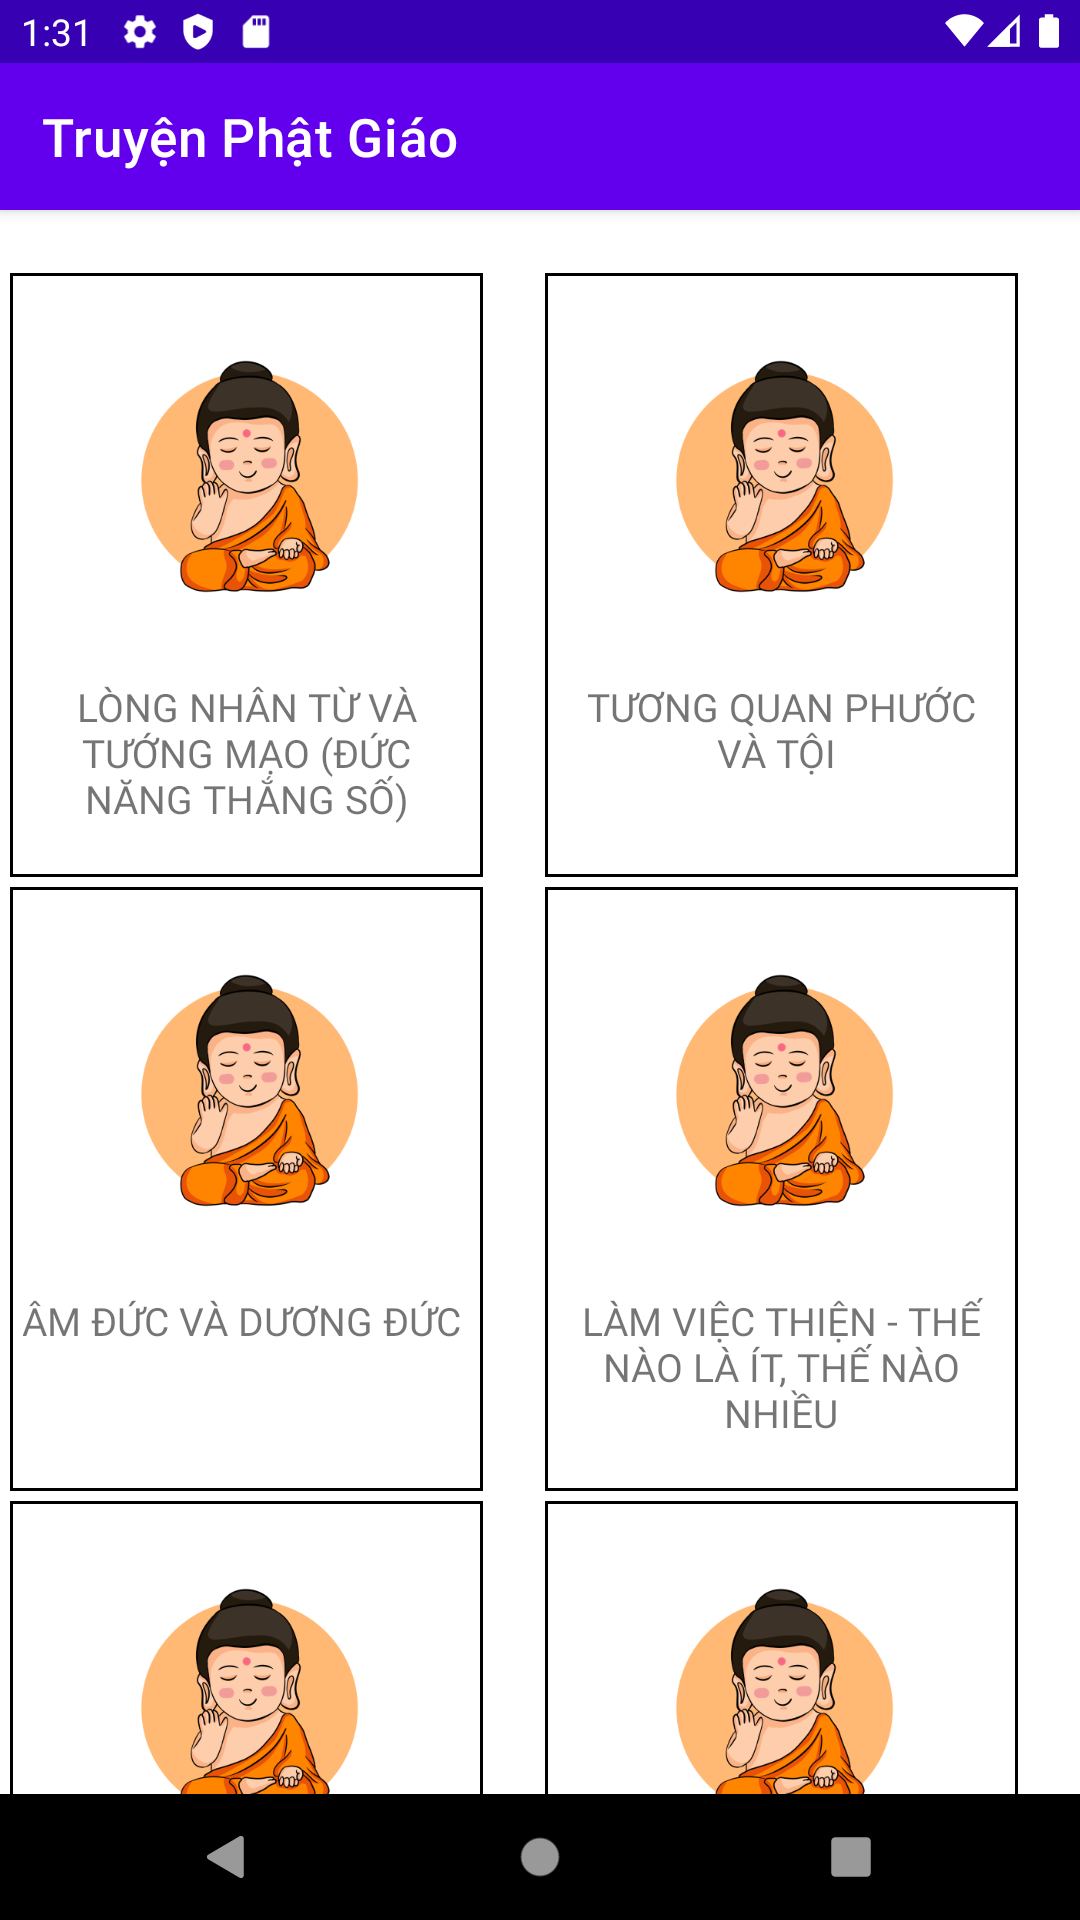 1:31
Truyện Phật Giáo
LÒNG NHÂN TỪ VÀ
TƯỚNG MẠO (ĐỨC
NĂNG THẮNG SỐ)
TƯƠNG QUAN PHƯỚC
VÀ TỘI
ÂM ĐỨC VÀ DƯƠNG ĐỨC
LÀM VIỆC THIỆN - THẾ
NÀO LÀ ÍT, THẾ NÀO
NHIỀU